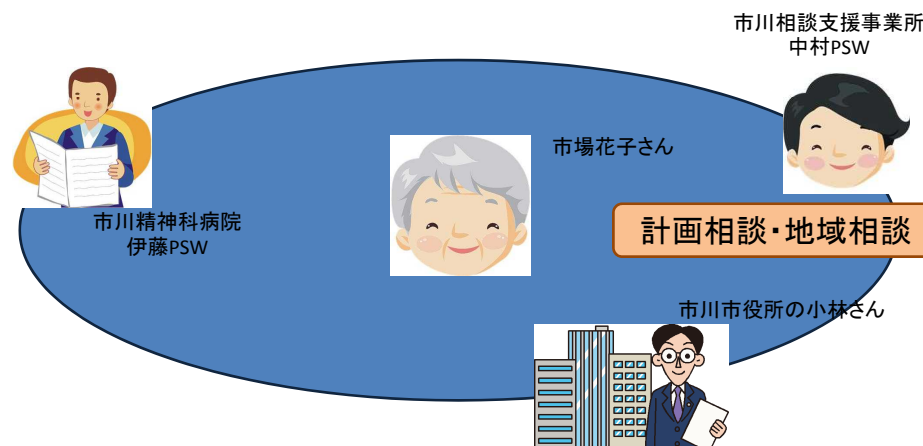 市川相談支援事業所
中村PSW
市場花子さん
市川精神科病院
伊藤PSW
計画相談・地域相談
市川市役所の小林さん